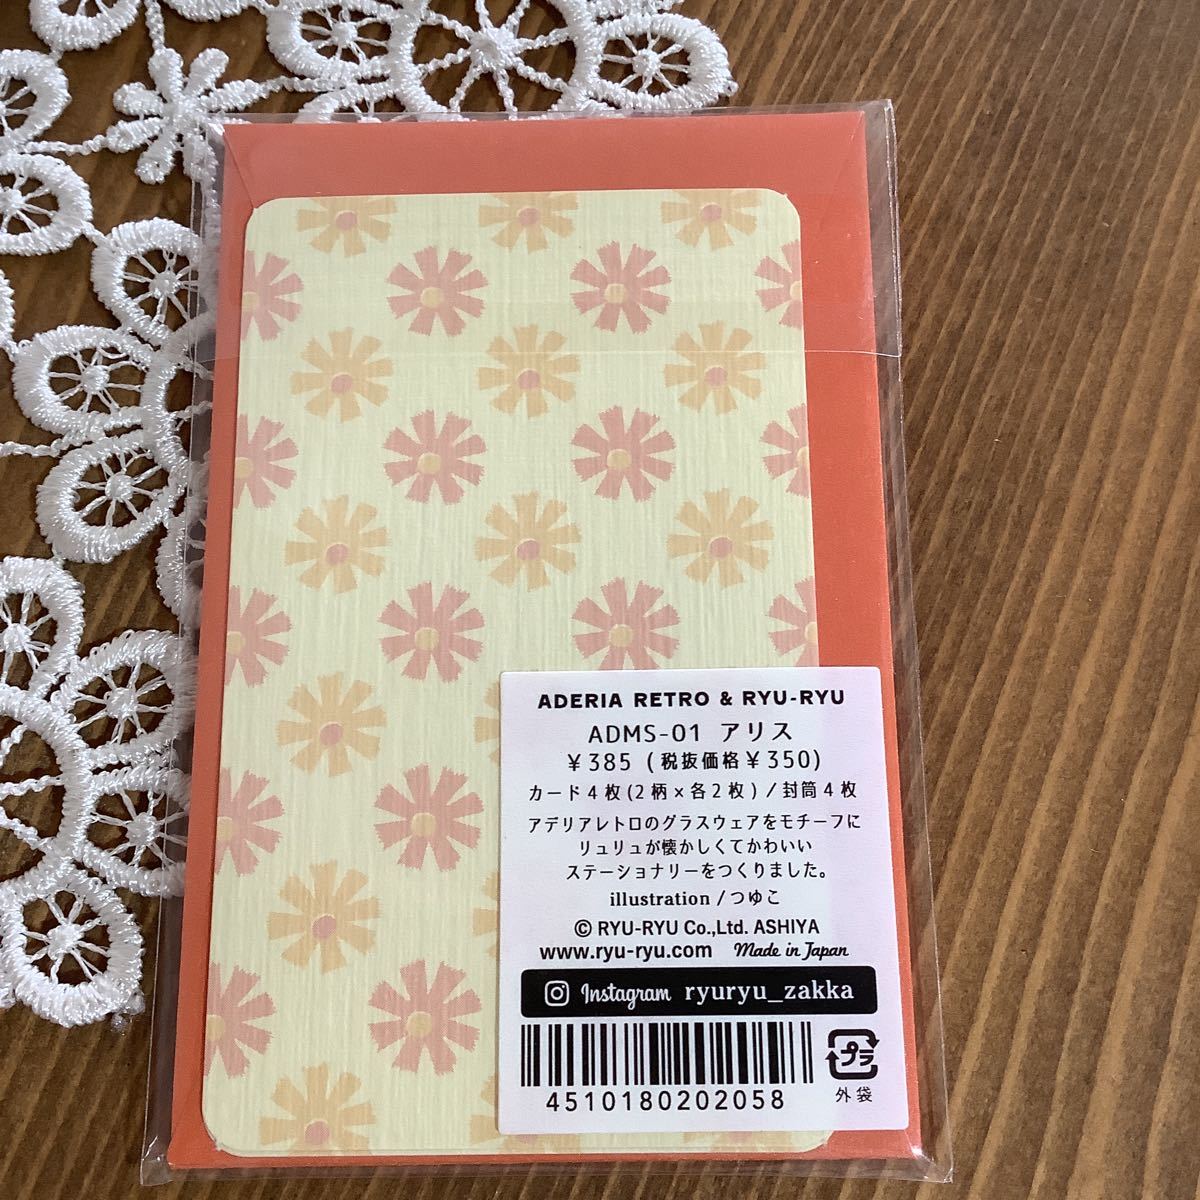 ADERIA RETRO & RYU-RYU
ADMS-01 アリス
¥385 (税抜価格¥350)
カード4枚(2柄×各2枚)/封筒4枚
アデリアレトロのグラスウェアをモチーフに
リュリュが懐かしくてかわいい
ステーショナリーをつくりました。
illustration/つゆこ
© RYU-RYU Co.,Ltd. ASHIYA
www.ryu-ryu.com Made in Japan
Instagram ryuryu_zakka
4510180202058
プラ
外袋